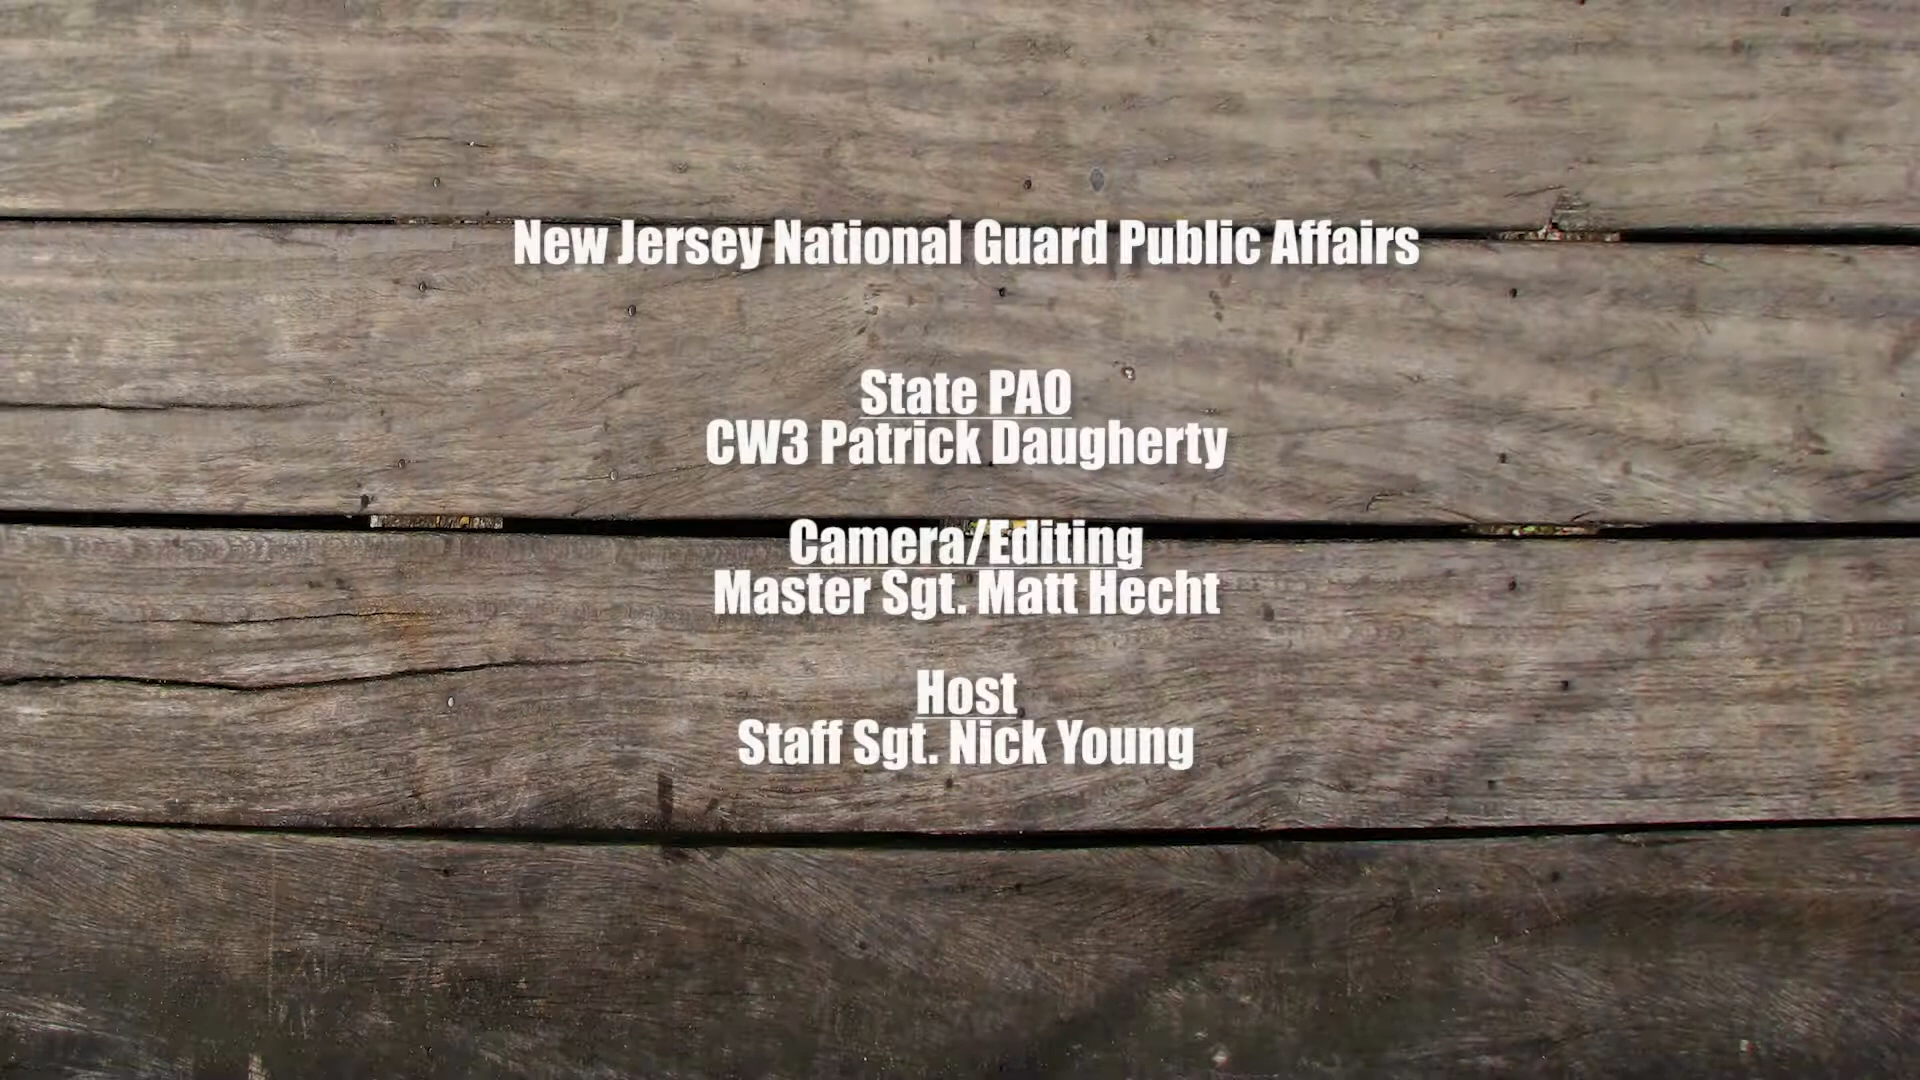 New Jersey National Guard Public Affairs
State PAO
CW3 Patrick Daugherty
Camera/Editing
Master Sgt. Matt Hecht
Host
Staff Sgt. Nick Young